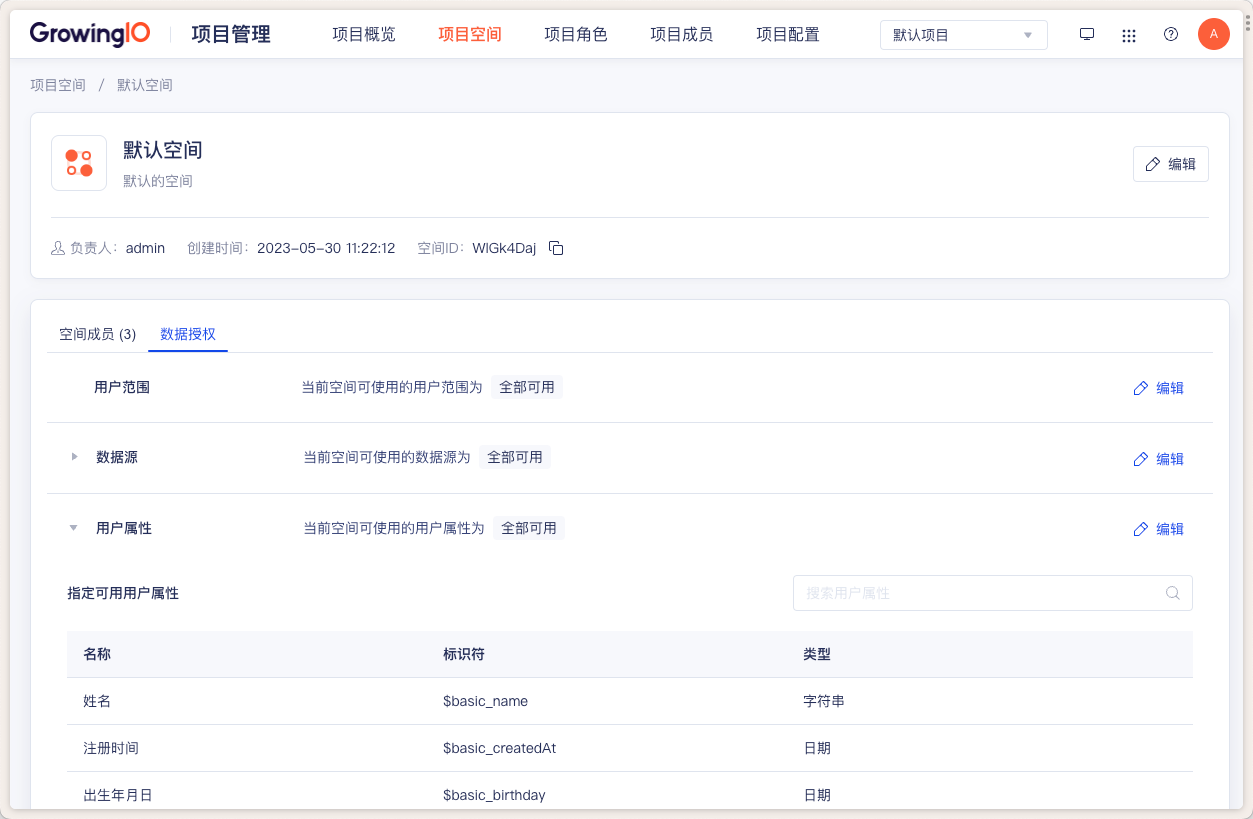 GrowingIO 项目管理 项目概览 项目空间 项目角色 项目成员 项目配置 默认项目 A
项目空间 / 默认空间
默认空间
默认的空间
编辑
负责人: admin 创建时间: 2023-05-30 11:22:12 空间ID: WlGk4Daj
空间成员 (3) 数据授权
用户范围 当前空间可使用的用户范围为 全部可用 编辑
数据源 当前空间可使用的数据源为 全部可用 编辑
用户属性 当前空间可使用的用户属性为 全部可用 编辑
指定可用用户属性 搜索用户属性
名称 标识符 类型
姓名 $basic_name 字符串
注册时间 $basic_createdAt 日期
出生年月日 $basic_birthday 日期